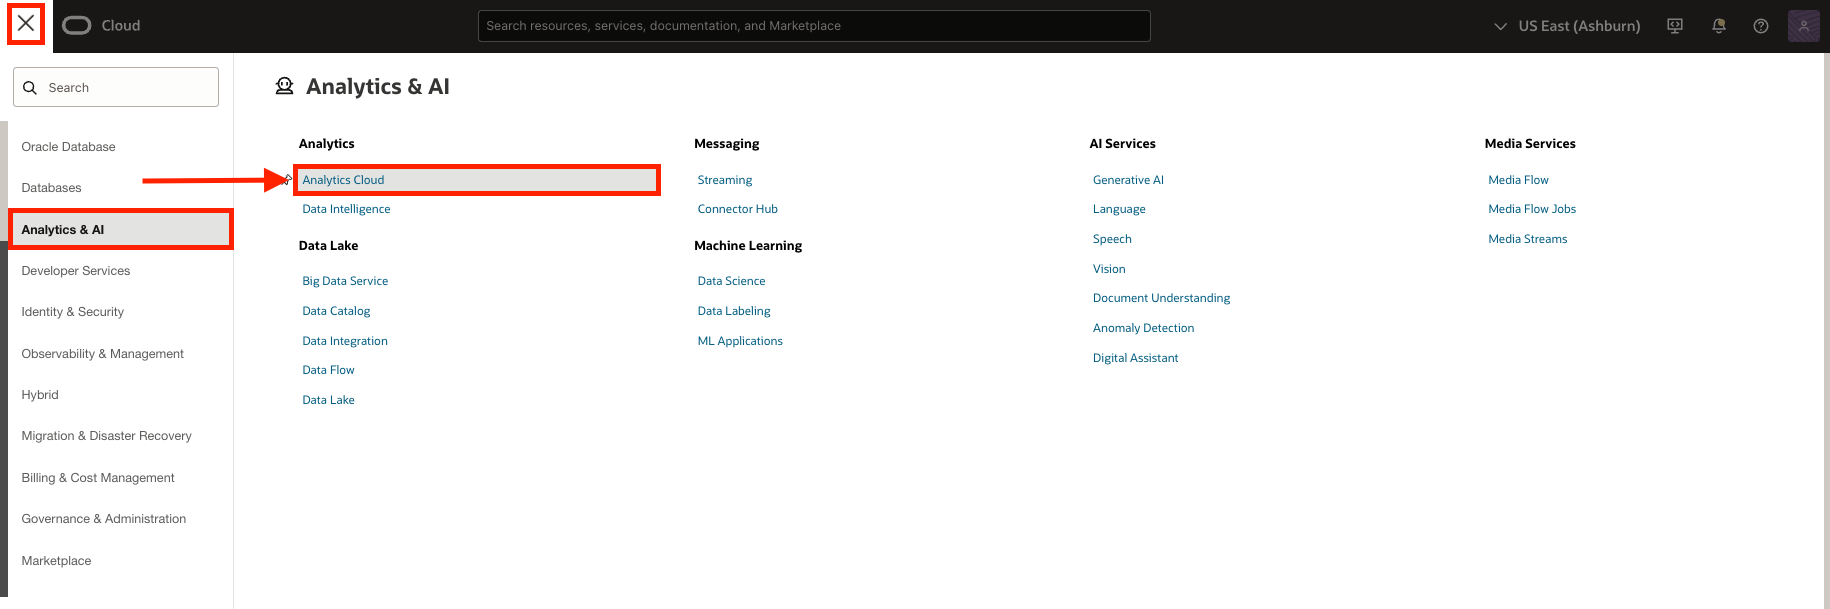 Cloud
Search resources, services, documentation, and Marketplace
US East (Ashburn)
Search
Oracle Database
Databases
Analytics & AI
Developer Services
Identity & Security
Observability & Management
Hybrid
Migration & Disaster Recovery
Billing & Cost Management
Governance & Administration
Marketplace
Analytics & AI
Analytics
Analytics Cloud
Data Intelligence
Data Lake
Big Data Service
Data Catalog
Data Integration
Data Flow
Data Lake
Messaging
Streaming
Connector Hub
Machine Learning
Data Science
Data Labeling
ML Applications
AI Services
Generative AI
Language
Speech
Vision
Document Understanding
Anomaly Detection
Digital Assistant
Media Services
Media Flow
Media Flow Jobs
Media Streams